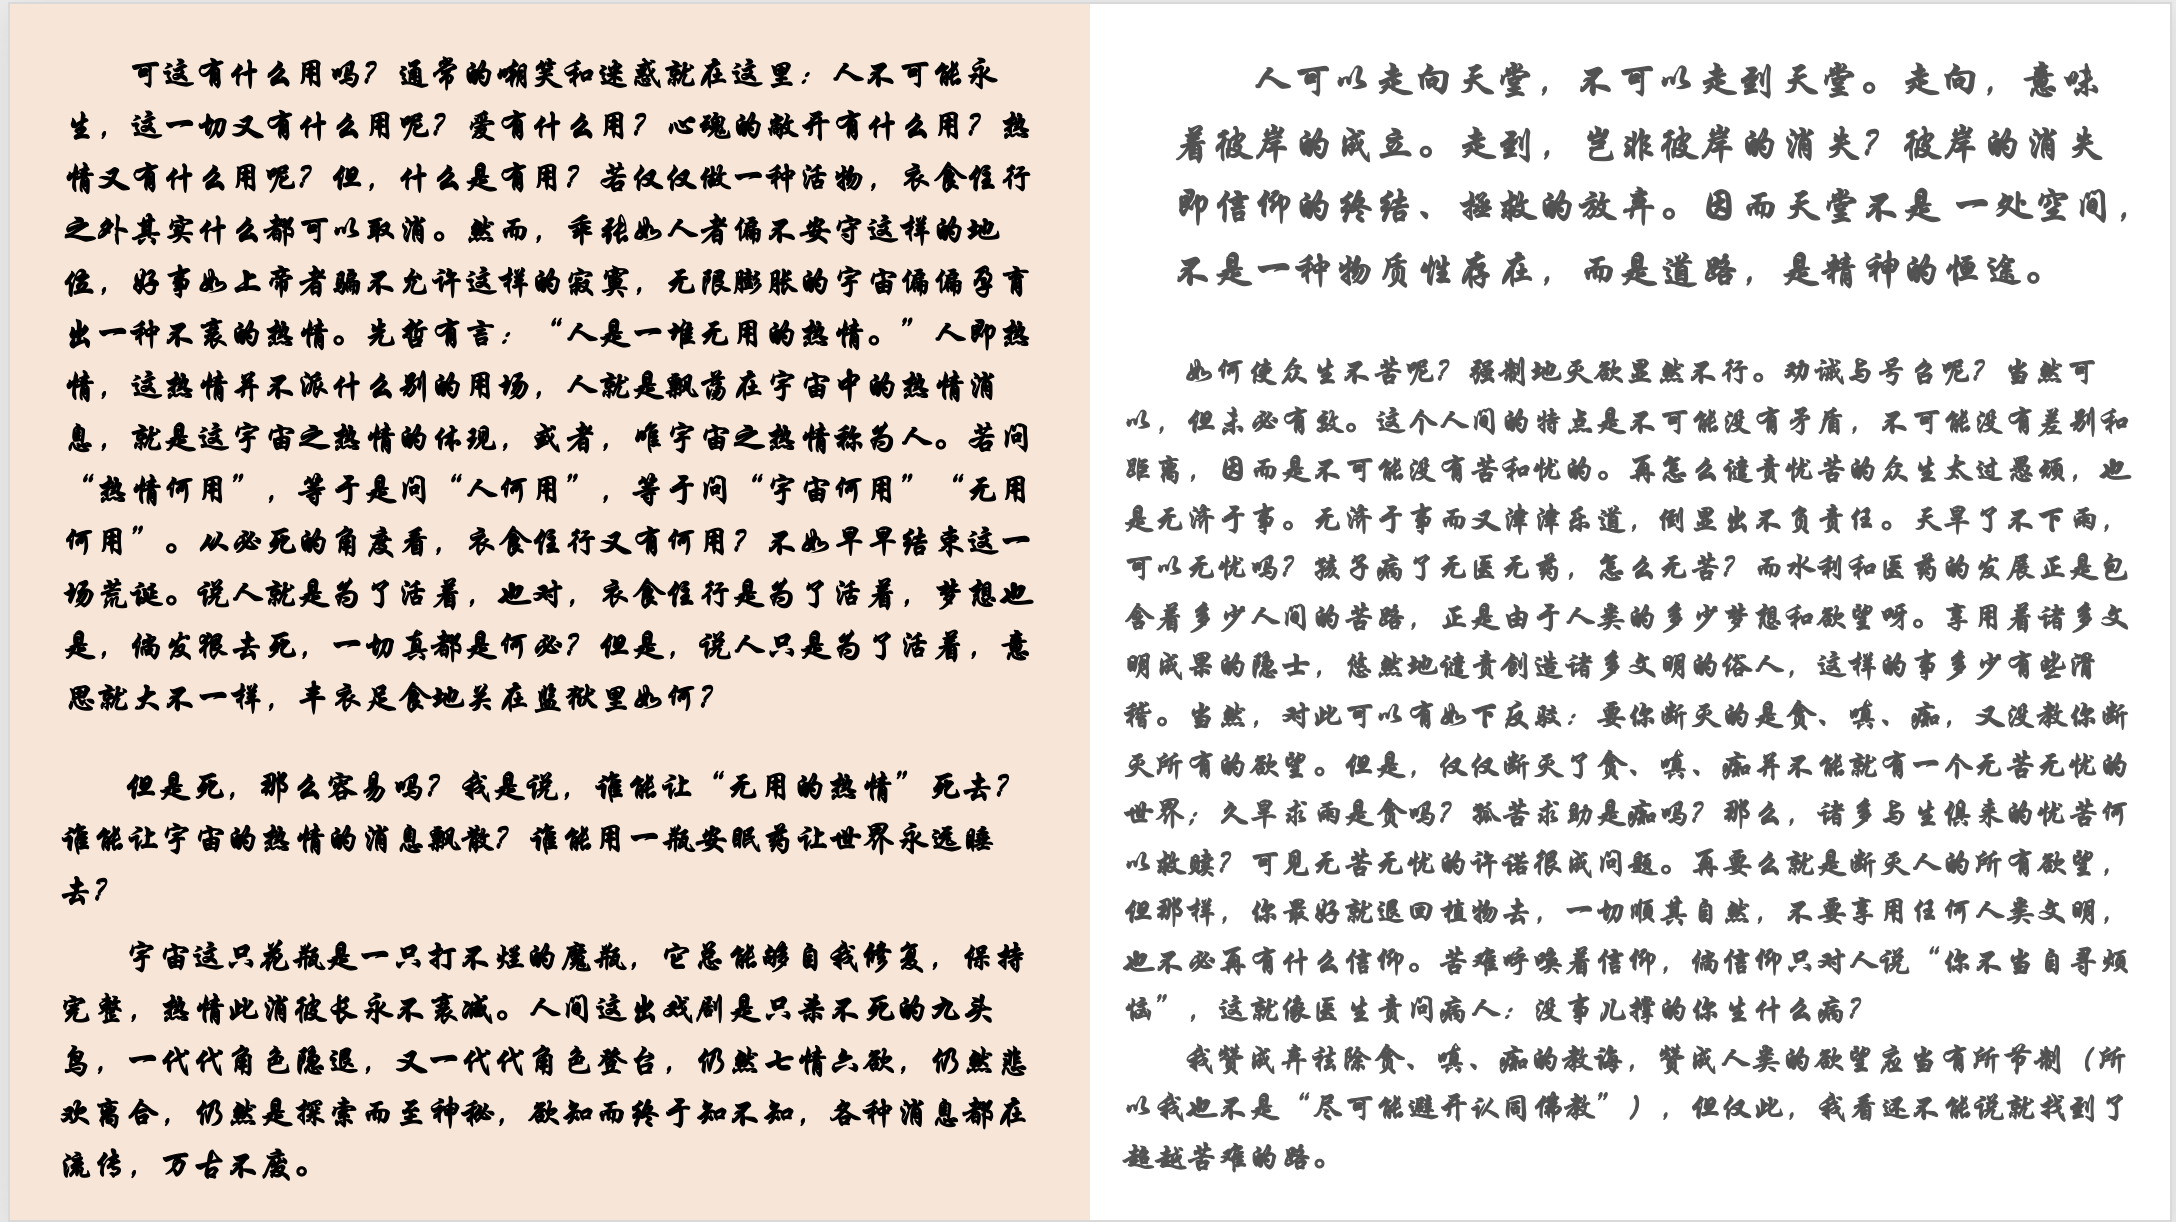 可这有什么用吗？通常的嘲笑和迷惑就在这里：人不可能永
生，这一切又有什么用呢？爱有什么用？心魂的敞开有什么用？热
情又有什么用呢？但，什么是有用？若仅仅做一种活物，衣食住行
之外其实什么都可以取消。然而，乖张如人者偏不安守这样的地
位，好事如上帝者骗不允许这样的寂寞，无限膨胀的宇宙偏偏孕育
出一种不衰的热情。先哲有言：“人是一堆无用的热情。”人即热
情，这热情并不派什么别的用场，人就是飘荡在宇宙中的热情消
息，就是这宇宙之热情的体现，或者，唯宇宙之热情称为人。若问
“热情何用”，等于是问“人何用”，等于问“宇宙何用”“无用
何用”。从必死的角度看，衣食住行又有何用？不如早早结束这一
场荒诞。说人就是为了活着，也对，衣食住行是为了活着，梦想也
是，倘发狠去死，一切真都是何必？但是，说人只是为了活着，意
思就大不一样，丰衣足食地关在监狱里如何？
但是死，那么容易吗？我是说，谁能让“无用的热情”死去？
谁能让宇宙的热情的消息飘散？谁能用一瓶安眠药让世界永远睡
去？
宇宙这只花瓶是一只打不烂的魔瓶，它总能够自我修复，保持
完整，热情此消彼长永不衰减。人间这出戏剧是只杀不死的九头
鸟，一代代角色隐退，又一代代角色登台，仍然七情六欲，仍然悲
欢离合，仍然是探索而至神秘，欲知而终于知不知，各种消息都在
流传，万古不废。
人可以走向天堂，不可以走到天堂。走向，意味
着彼岸的成立。走到，岂非彼岸的消失？彼岸的消失
即信仰的终结、拯救的放弃。因而天堂不是一处空间，
不是一种物质性存在，而是道路，是精神的恒途。
如何使众生不苦呢？强制地灭欲显然不行。劝诫与号召呢？当然可
以，但未必有效。这个人间的特点是不可能没有矛盾，不可能没有差别和
距离，因而是不可能没有苦和忧的。再怎么谴责忧苦的众生太过愚顽，也
是无济于事。无济于事而又津津乐道，倒显出不负责任。天旱了不下雨，
可以无忧吗？孩子病了无医无药，怎么无苦？而水利和医药的发展正是包
含着多少人间的苦路，正是由于人类的多少梦想和欲望呀。享用着诸多文
明成果的隐士，悠然地谴责创造诸多文明的俗人，这样的事多少有些滑
稽。当然，对此可以有如下反驳：要你断灭的是贪、嗔、痴，又没教你断
灭所有的欲望。但是，仅仅断灭了贪、嗔、痴并不能就有一个无苦无忧的
世界；久旱求雨是贪吗？孤苦求助是痴吗？那么，诸多与生俱来的忧苦何
以救赎？可见无苦无忧的许诺很成问题。再要么就是断灭人的所有欲望，
但那样，你最好就退回植物去，一切顺其自然，不要享用任何人类文明，
也不必再有什么信仰。苦难呼唤着信仰，倘信仰只对人说“你不当自寻烦
恼”，这就像医生责问病人：没事儿撑的你生什么病？
我赞成弃祛除贪、嗔、痴的教诲，赞成人类的欲望应当有所节制（所
以我也不是“尽可能避开认同佛教”），但仅此，我看还不能说就找到了
超越苦难的路。